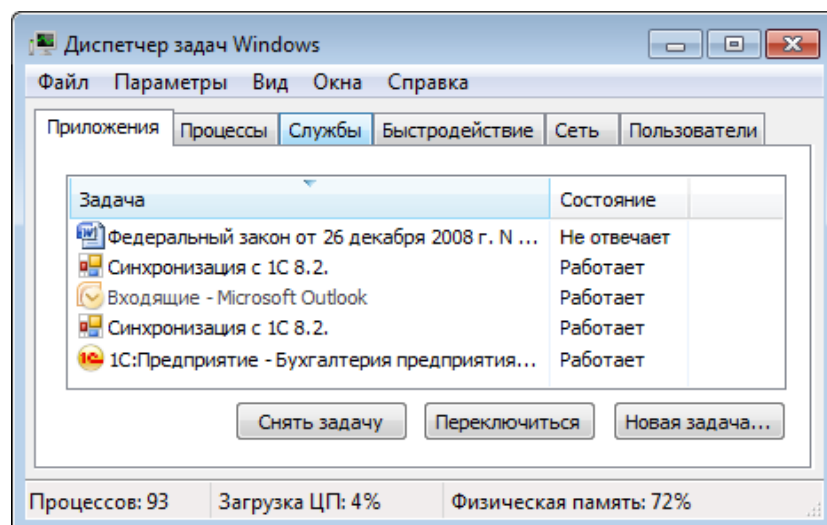 Диспетчер задач Windows
Файл Параметры Вид Окна Справка
Приложения Процессы Службы Быстродействие Сеть Пользователи
Задача Состояние
Федеральный закон от 26 декабря 2008 г. N ... Не отвечает
Синхронизация с 1С 8.2. Работает
Входящие - Microsoft Outlook Работает
Синхронизация с 1С 8.2. Работает
1С:Предприятие - Бухгалтерия предприятия... Работает
Снять задачу Переключиться Новая задача...
Процессов: 93 Загрузка ЦП: 4% Физическая память: 72%